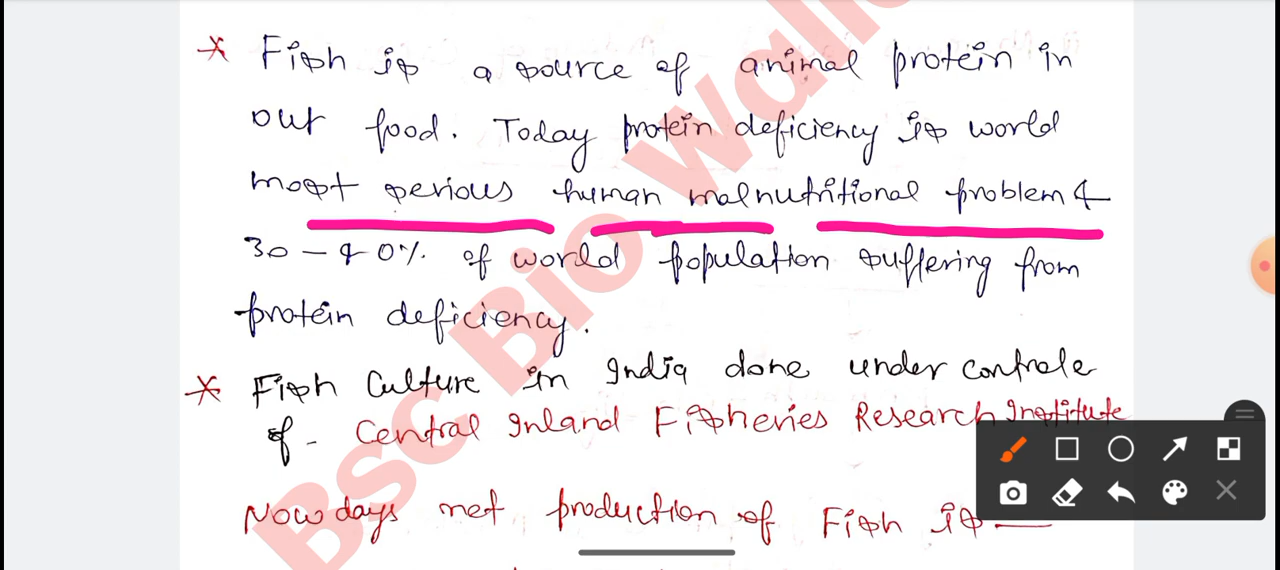 * Fish is a source of animal protein in
our food. Today protein deficiency is world
most serious human malnutritional problem &
30-40% of world population suffering from
protein deficiency.
* Fish Culture in India done under controle
of - Central Inland Fisheries Research Institute
Now days net production of Fish is —
BSc Bio